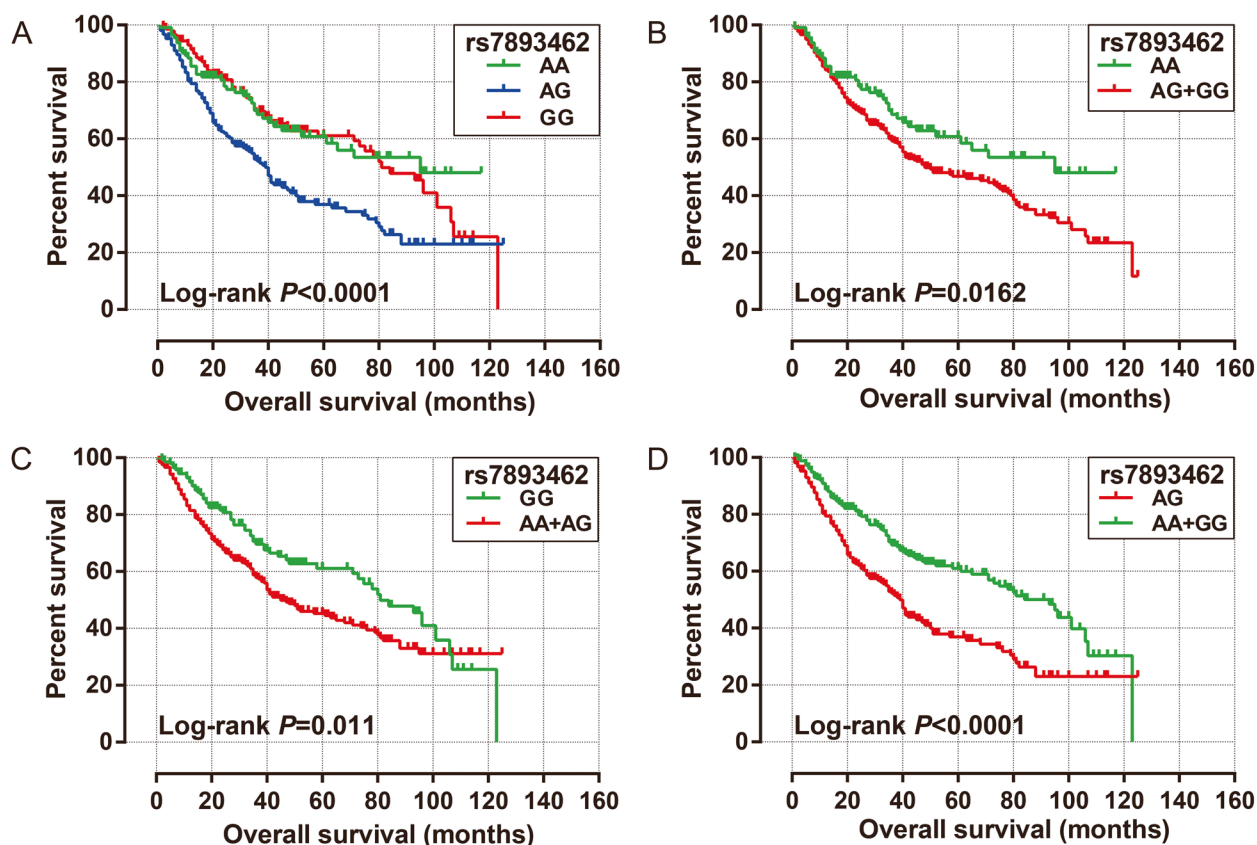 A
Percent survival
100
80
60
40
20
0
rs7893462
AA
AG
GG
Log-rank P<0.0001
0 20 40 60 80 100 120 140 160
Overall survival (months)
B
Percent survival
100
80
60
40
20
0
rs7893462
AA
AG+GG
Log-rank P=0.0162
0 20 40 60 80 100 120 140 160
Overall survival (months)
C
Percent survival
100
80
60
40
20
0
rs7893462
GG
AA+AG
Log-rank P=0.011
0 20 40 60 80 100 120 140 160
Overall survival (months)
D
Percent survival
100
80
60
40
20
0
rs7893462
AG
AA+GG
Log-rank P<0.0001
0 20 40 60 80 100 120 140 160
Overall survival (months)